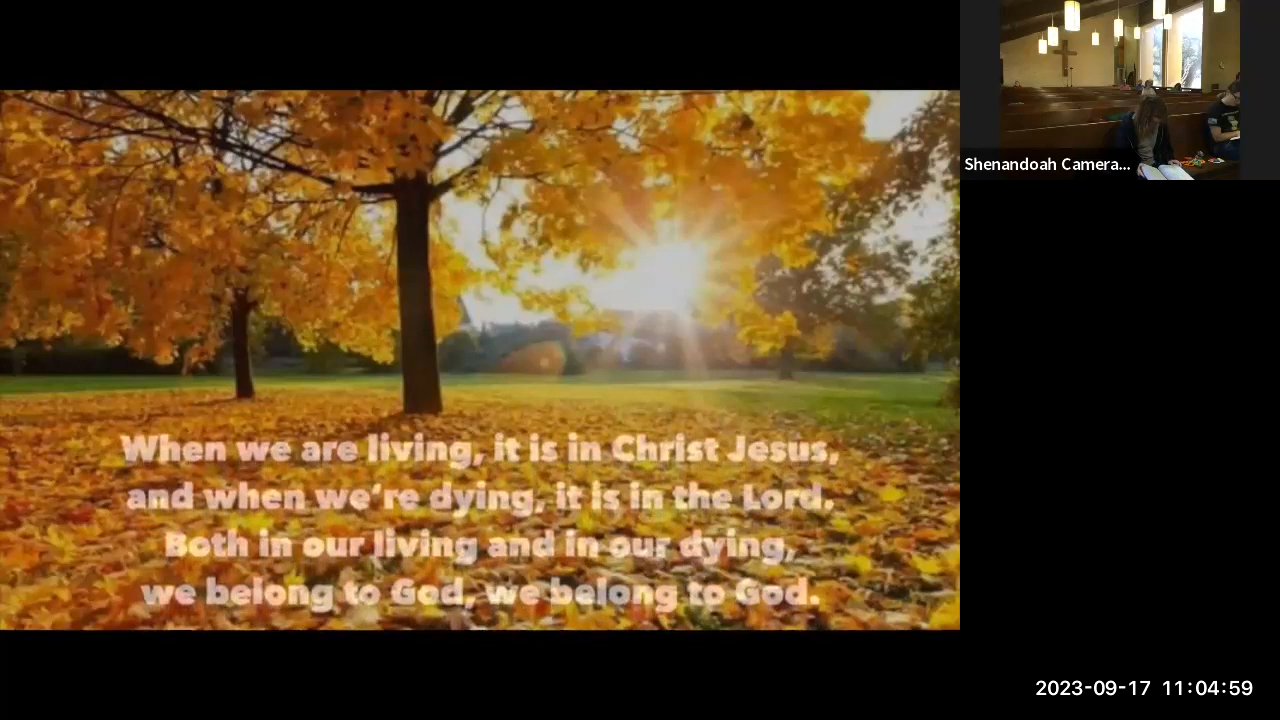 Shenandoah Camera...
When we are living, it is in Christ Jesus,
and when we're dying, it is in the Lord.
Both in our living and in our dying,
we belong to God, we belong to God.
2023-09-17 11:04:59